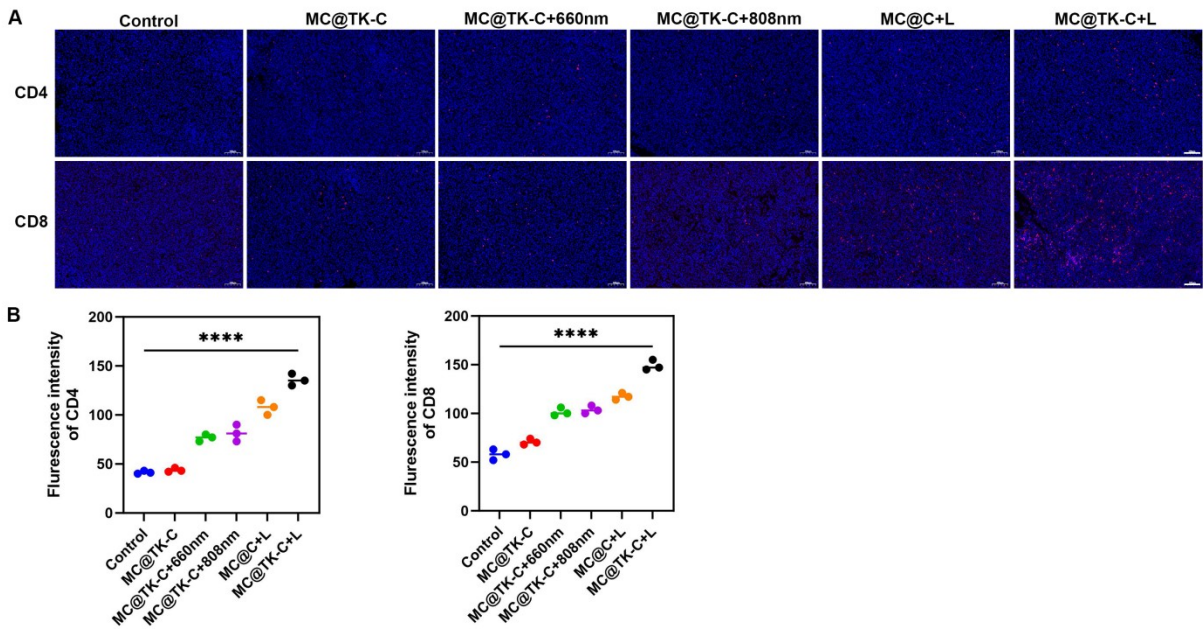 A
Control
MC@TK-C
MC@TK-C+660nm
MC@TK-C+808nm
MC@C+L
MC@TK-C+L
CD4
CD8
B
Flurescence intensity
of CD4
200
150
100
50
0
****
Control
MC@TK-C
MC@TK-C+660nm
MC@TK-C+808nm
MC@C+L
MC@TK-C+L
Flurescence intensity
of CD8
200
150
100
50
0
****
Control
MC@TK-C
MC@TK-C+660nm
MC@TK-C+808nm
MC@C+L
MC@TK-C+L